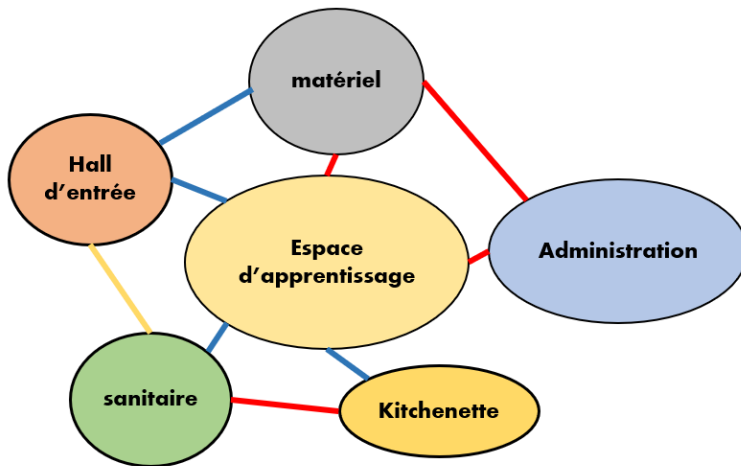 matériel
Hall
d'entrée
Espace
d'apprentissage
Administration
sanitaire
Kitchenette